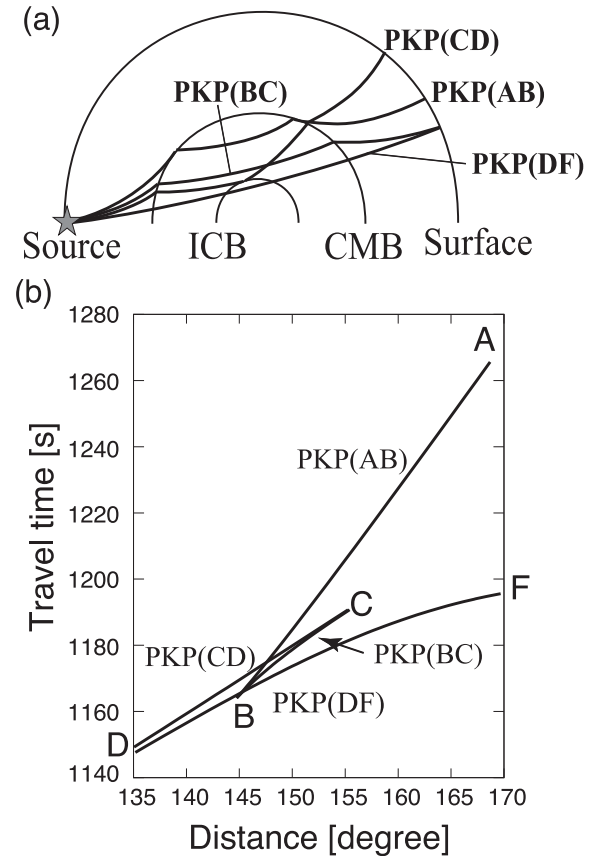 (a)
PKP(CD)
PKP(BC)
PKP(AB)
PKP(DF)
Source
ICB
CMB
Surface
(b)
1280
1260
1240
1220
1200
1180
1160
1140
Travel time [s]
A
PKP(AB)
F
C
PKP(CD)
PKP(BC)
B
PKP(DF)
D
135 140 145 150 155 160 165 170
Distance [degree]